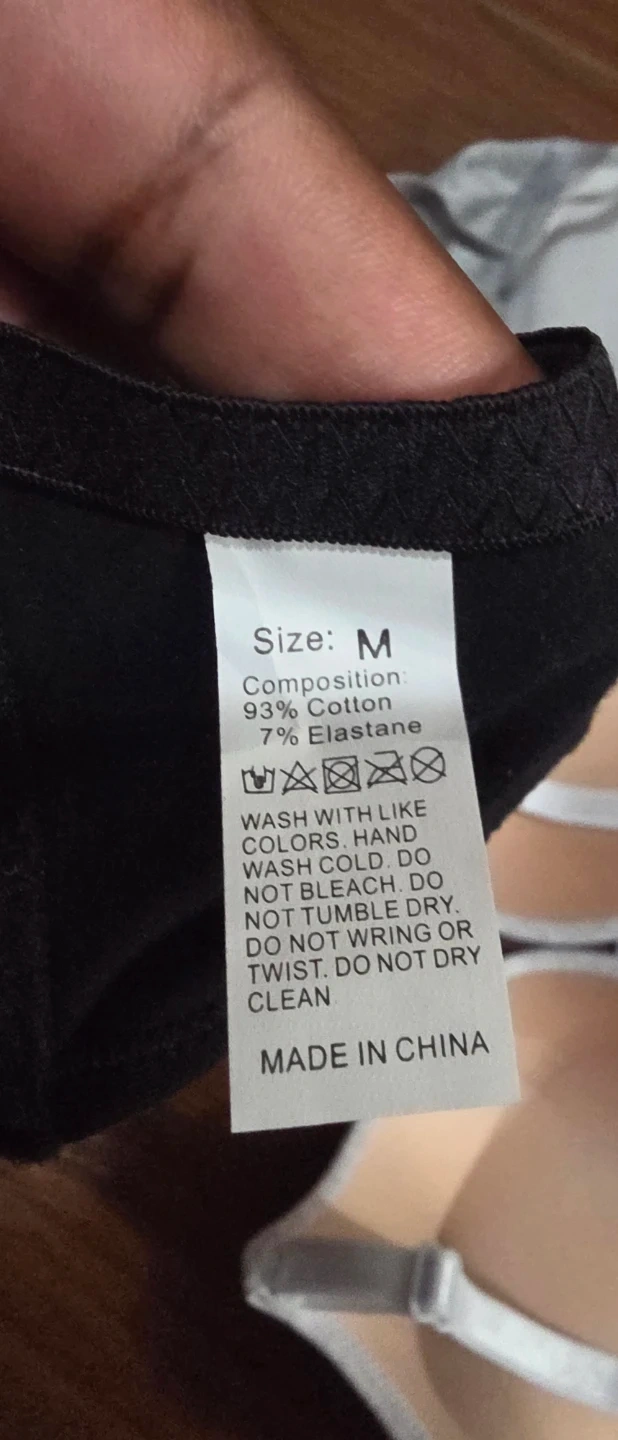 Size: M
Composition:
93% Cotton
7% Elastane
WASH WITH LIKE
COLORS. HAND
WASH COLD. DO
NOT BLEACH. DO
NOT TUMBLE DRY.
DO NOT WRING OR
TWIST. DO NOT DRY
CLEAN
MADE IN CHINA